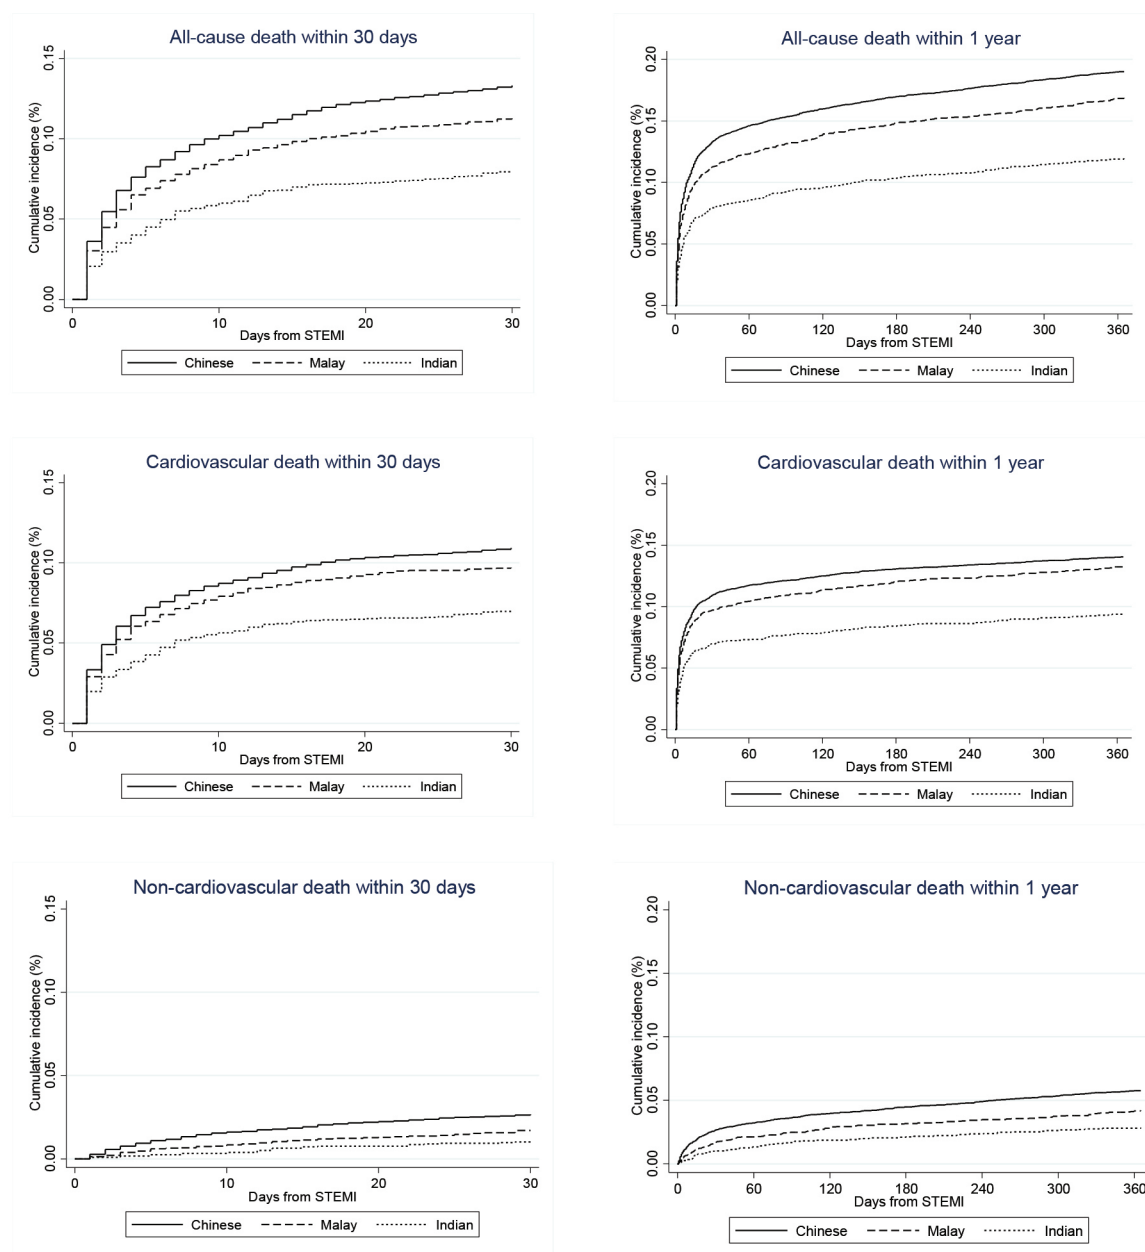 All-cause death within 30 days
Cumulative incidence (%)
0.15
0.10
0.05
0.00
0 10 20 30
Days from STEMI
Chinese Malay Indian
All-cause death within 1 year
Cumulative incidence (%)
0.20
0.15
0.10
0.05
0.00
0 60 120 180 240 300 360
Days from STEMI
Chinese Malay Indian
Cardiovascular death within 30 days
Cumulative incidence (%)
0.15
0.10
0.05
0.00
0 10 20 30
Days from STEMI
Chinese Malay Indian
Cardiovascular death within 1 year
Cumulative incidence (%)
0.20
0.15
0.10
0.05
0.00
0 60 120 180 240 300 360
Days from STEMI
Chinese Malay Indian
Non-cardiovascular death within 30 days
Cumulative incidence (%)
0.15
0.10
0.05
0.00
0 10 20 30
Days from STEMI
Chinese Malay Indian
Non-cardiovascular death within 1 year
Cumulative incidence (%)
0.20
0.15
0.10
0.05
0.00
0 60 120 180 240 300 360
Days from STEMI
Chinese Malay Indian